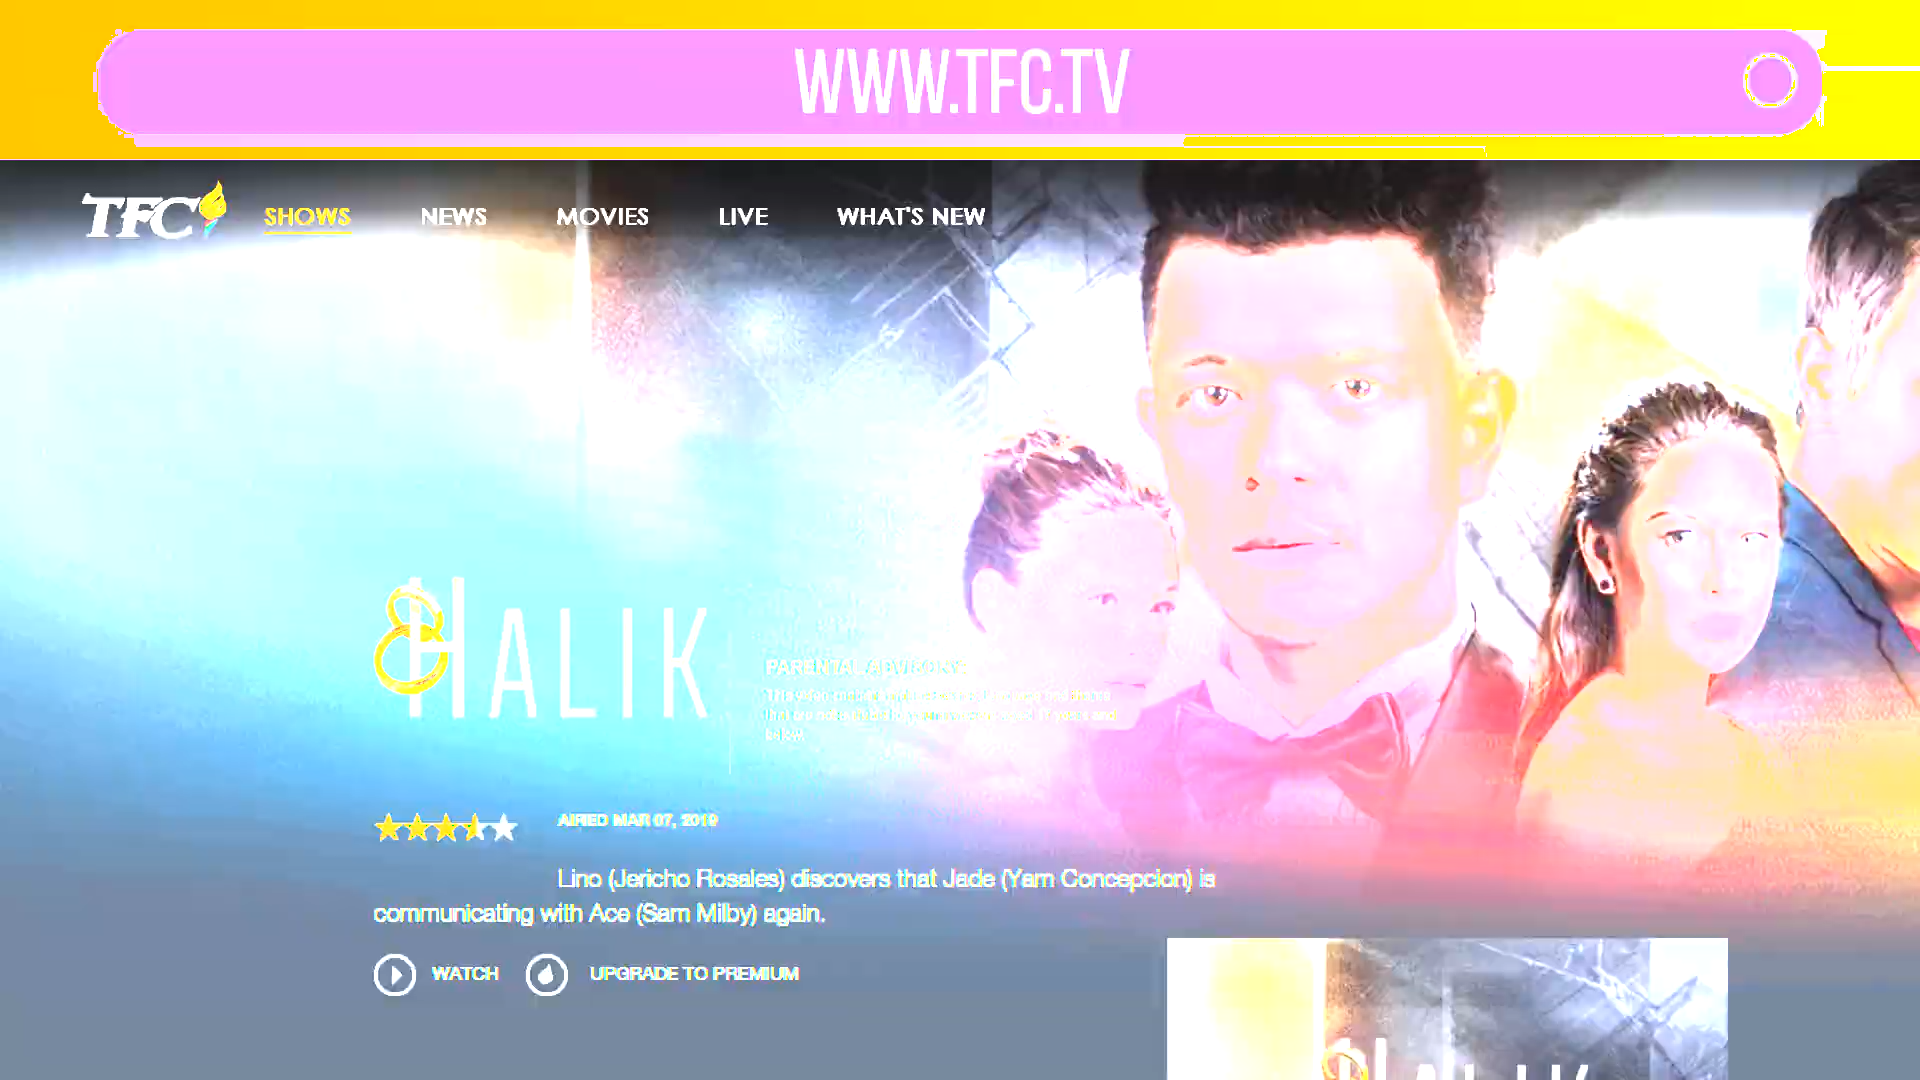 WWW.TFC.TV
TFC SHOWS NEWS MOVIES LIVE WHAT'S NEW
HALIK
PARENTAL ADVISORY:
AIRED MAR 07, 2019
Lino (Jericho Rosales) discovers that Jade (Yam Concepcion) is
communicating with Ace (Sam Milby) again.
WATCH UPGRADE TO PREMIUM
HALIK